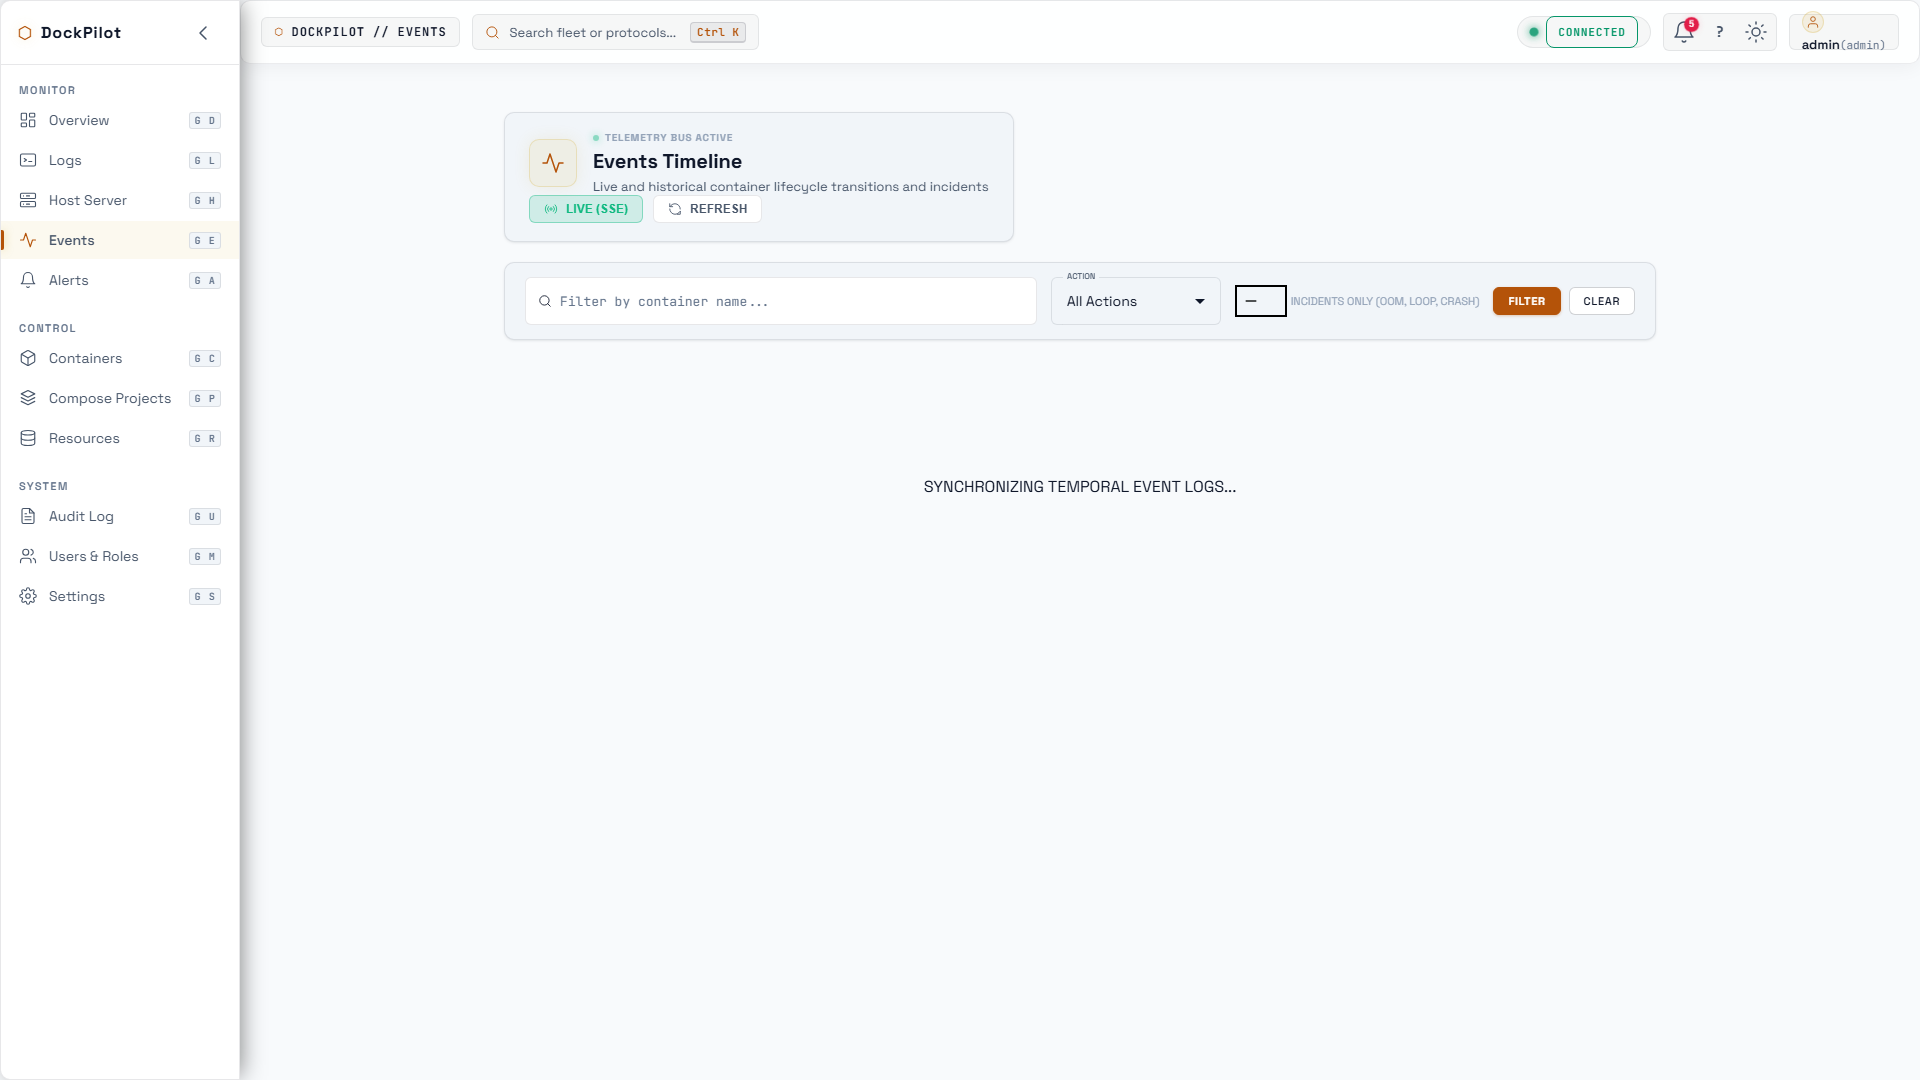 DockPilot
DOCKPILOT // EVENTS
Search fleet or protocols...
Ctrl K
CONNECTED
5
?
admin(admin)
MONITOR
Overview
G D
Logs
G L
Host Server
G H
Events
G E
Alerts
G A
CONTROL
Containers
G C
Compose Projects
G P
Resources
G R
SYSTEM
Audit Log
G U
Users & Roles
G M
Settings
G S
TELEMETRY BUS ACTIVE
Events Timeline
Live and historical container lifecycle transitions and incidents
LIVE (SSE)
REFRESH
Filter by container name...
ACTION
All Actions
INCIDENTS ONLY (OOM, LOOP, CRASH)
FILTER
CLEAR
SYNCHRONIZING TEMPORAL EVENT LOGS...